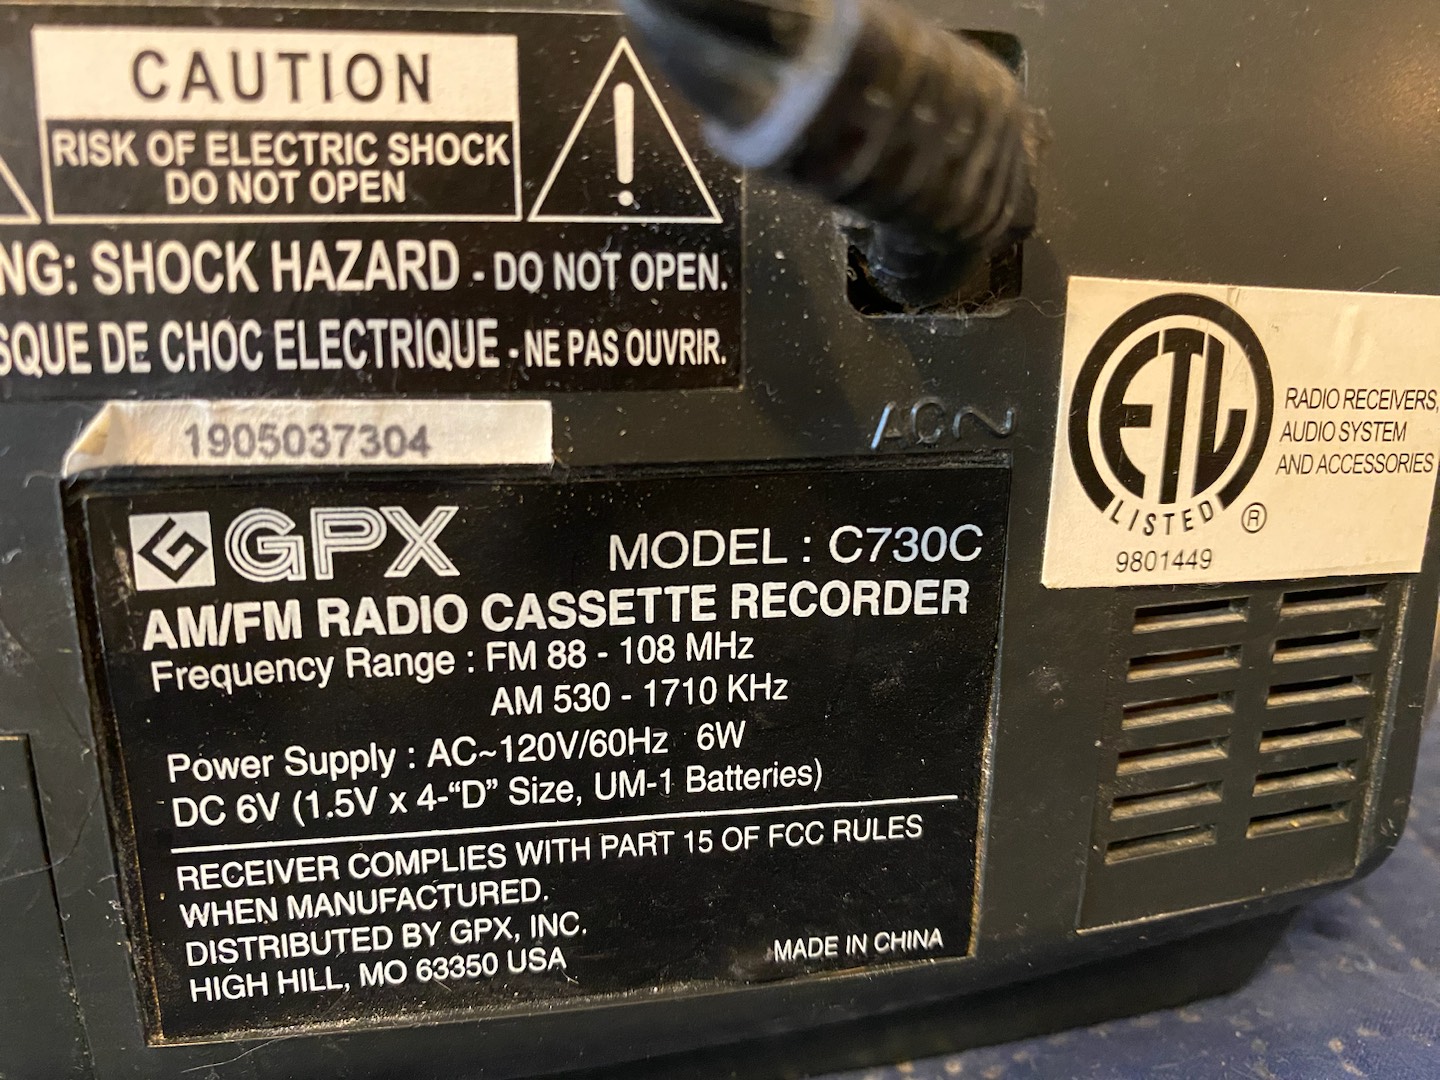 CAUTION
RISK OF ELECTRIC SHOCK
DO NOT OPEN
NG: SHOCK HAZARD - DO NOT OPEN.
SQUE DE CHOC ELECTRIQUE - NE PAS OUVRIR.
AC~
1905037304
GPX MODEL : C730C
AM/FM RADIO CASSETTE RECORDER
Frequency Range : FM 88 - 108 MHz
AM 530 - 1710 KHz
Power Supply : AC~120V/60Hz 6W
DC 6V (1.5V x 4-“D” Size, UM-1 Batteries)
RECEIVER COMPLIES WITH PART 15 OF FCC RULES
WHEN MANUFACTURED.
DISTRIBUTED BY GPX, INC.
HIGH HILL, MO 63350 USA
MADE IN CHINA
ETL
LISTED ®
9801449
RADIO RECEIVERS,
AUDIO SYSTEM
AND ACCESSORIES